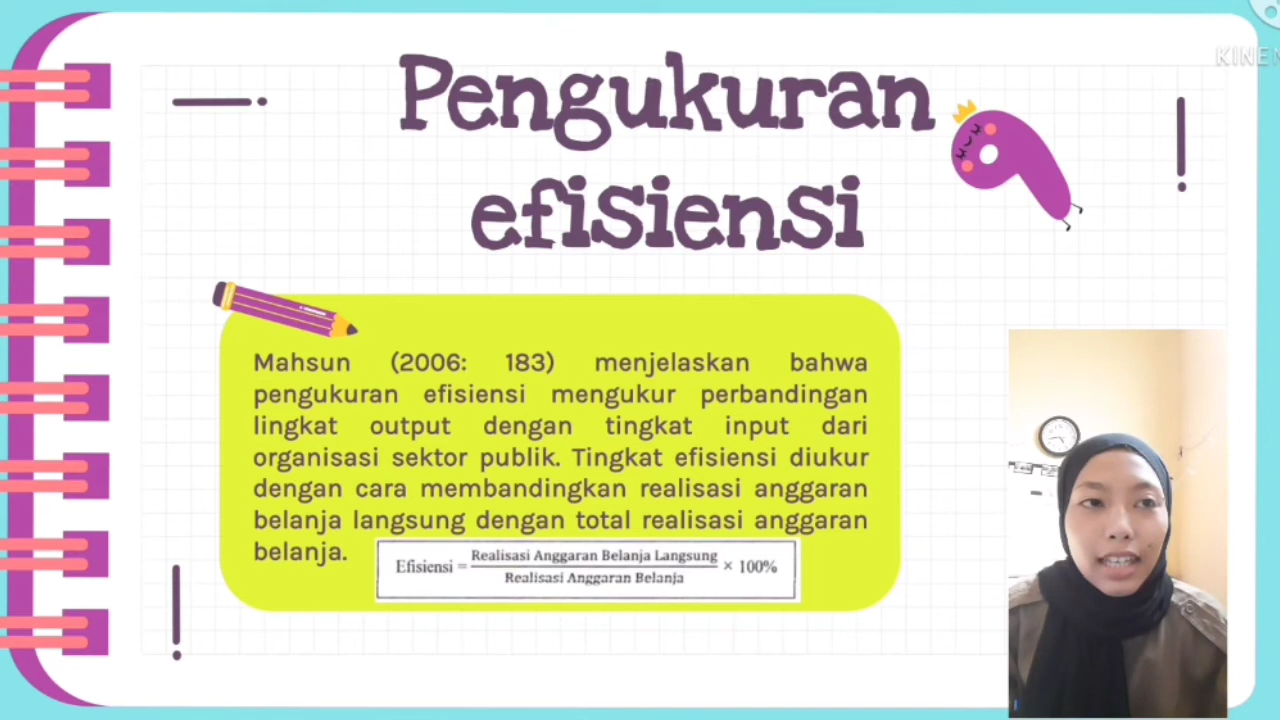 KINEM
Pengukuran
efisiensi
Mahsun (2006: 183) menjelaskan bahwa
pengukuran efisiensi mengukur perbandingan
lingkat output dengan tingkat input dari
organisasi sektor publik. Tingkat efisiensi diukur
dengan cara membandingkan realisasi anggaran
belanja langsung dengan total realisasi anggaran
belanja.
Efisiensi = Realisasi Anggaran Belanja Langsung / Realisasi Anggaran Belanja × 100%